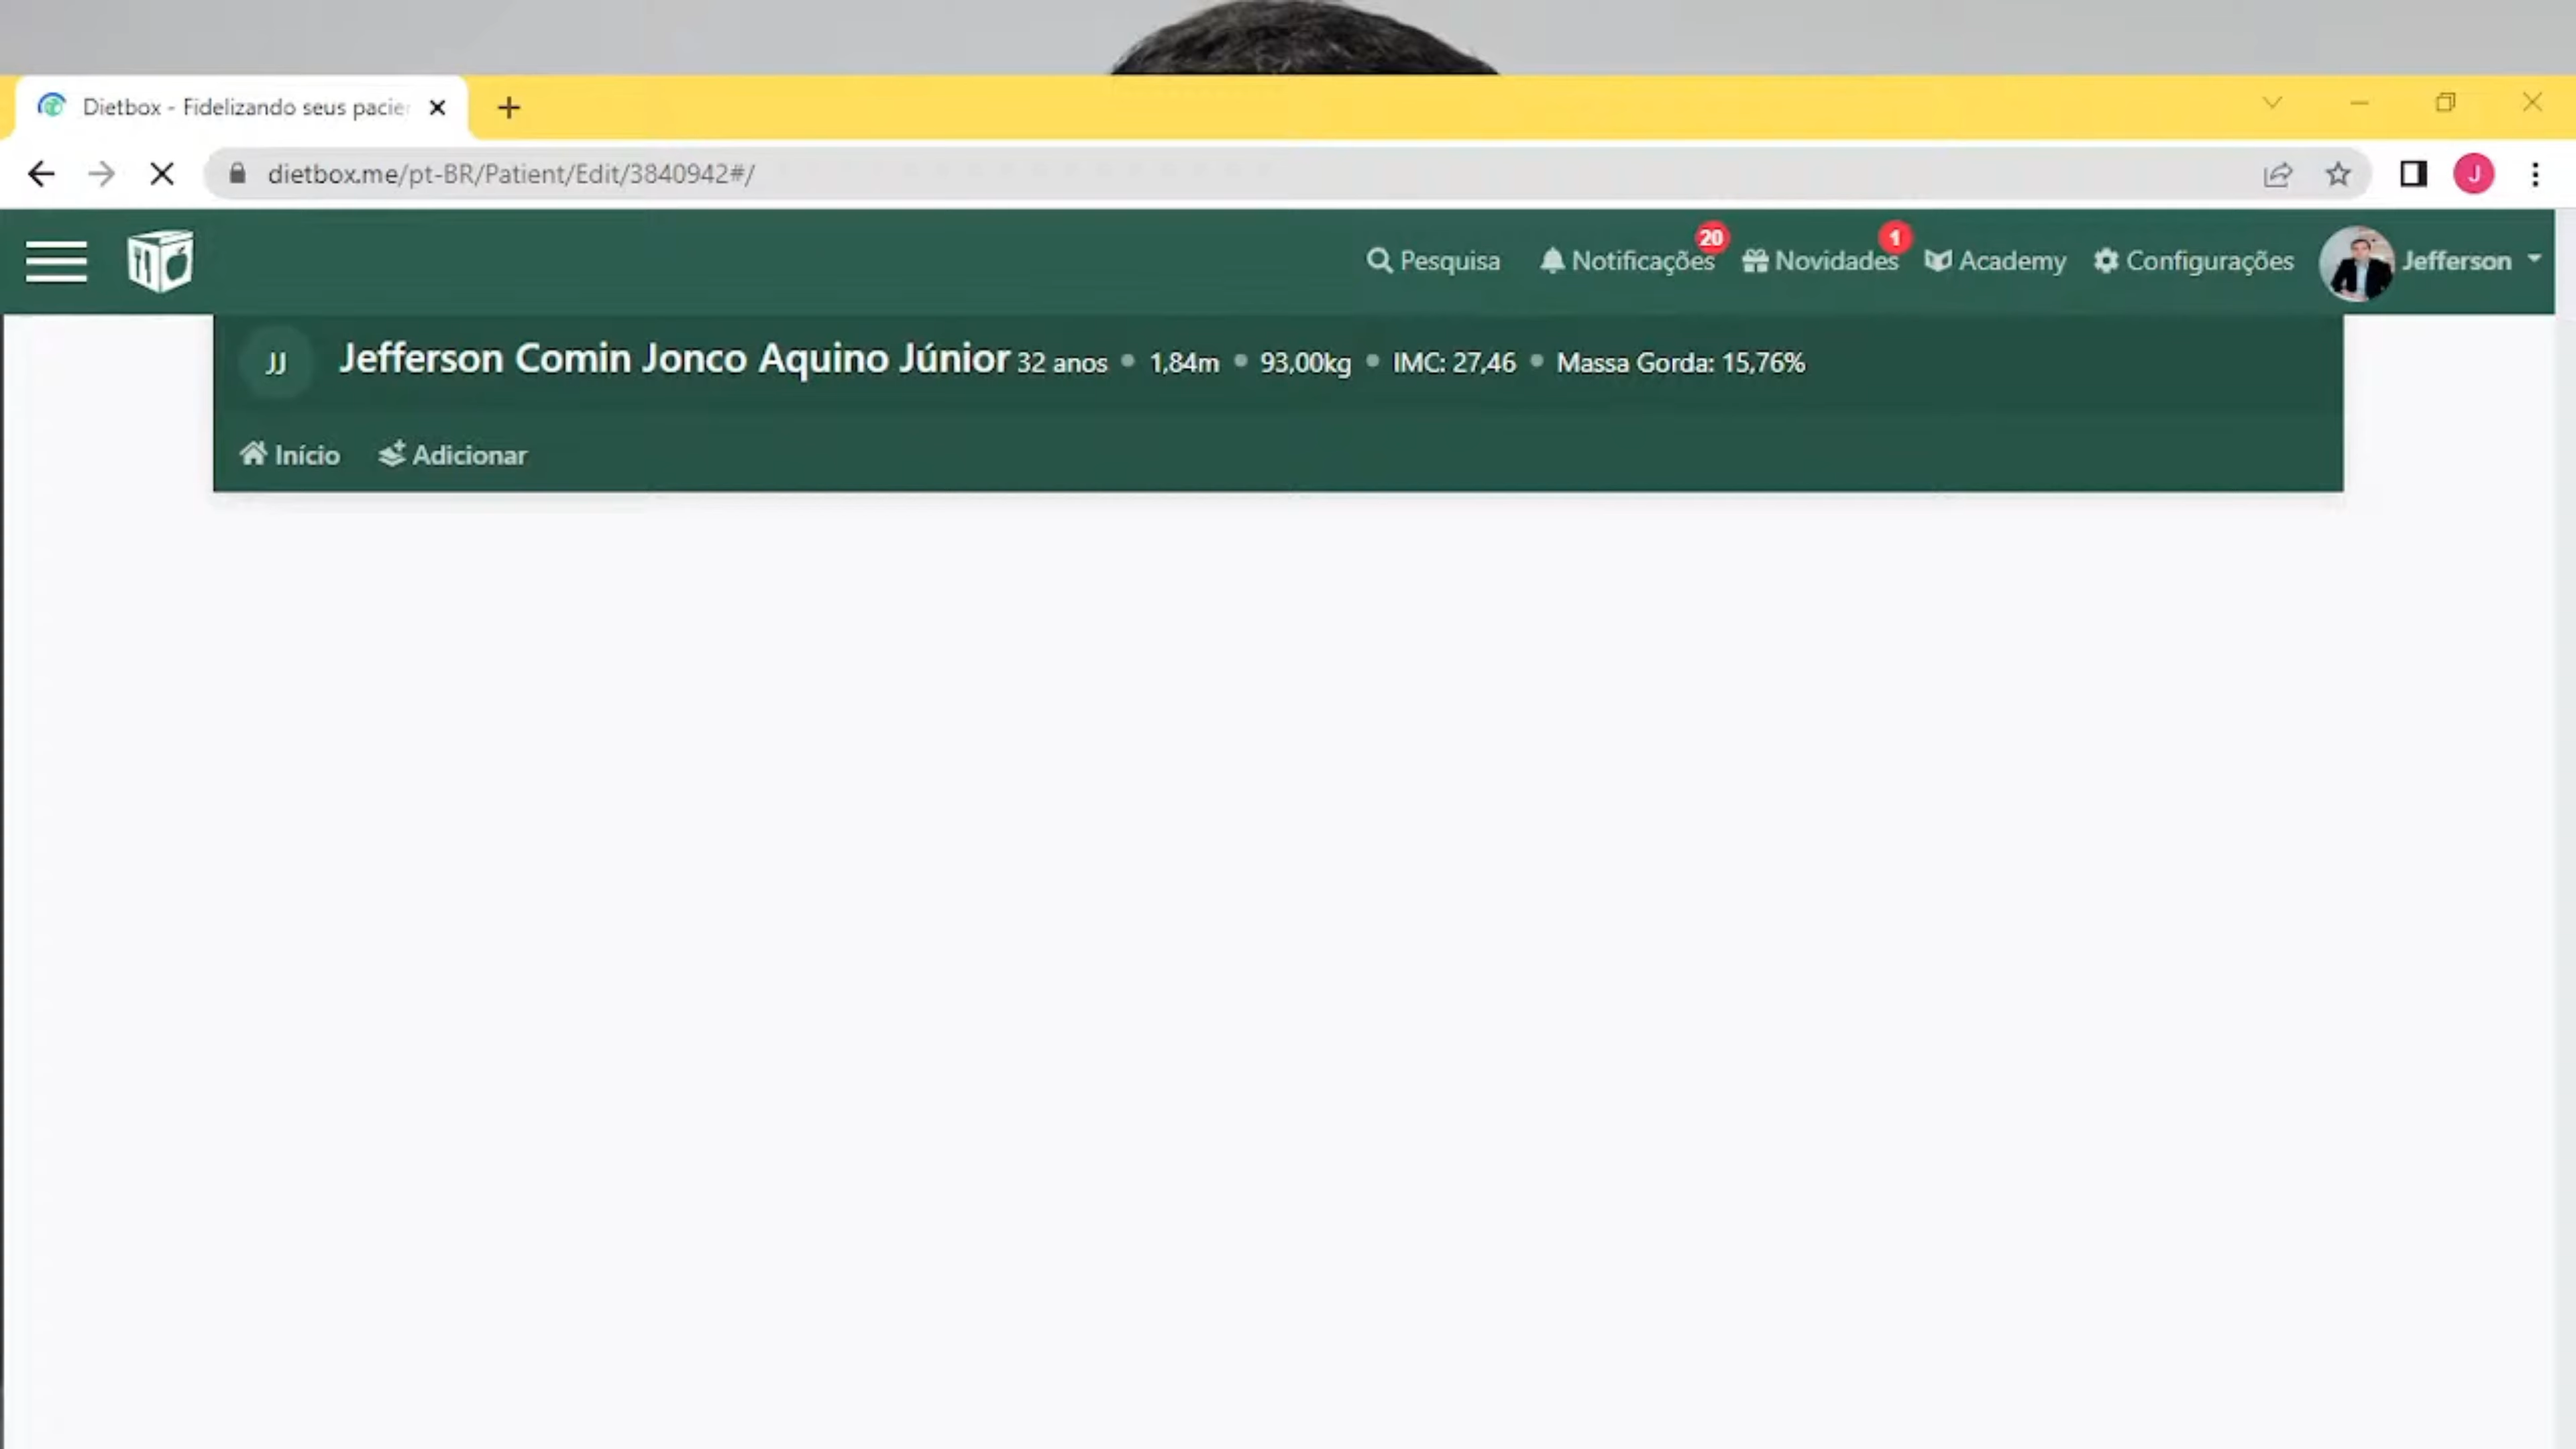 Dietbox - Fidelizando seus pacier
dietbox.me/pt-BR/Patient/Edit/3840942#/
J
Pesquisa Notificações 20 Novidades 1 Academy Configurações Jefferson
JJ Jefferson Comin Jonco Aquino Júnior 32 anos • 1,84m • 93,00kg • IMC: 27,46 • Massa Gorda: 15,76%
Início Adicionar